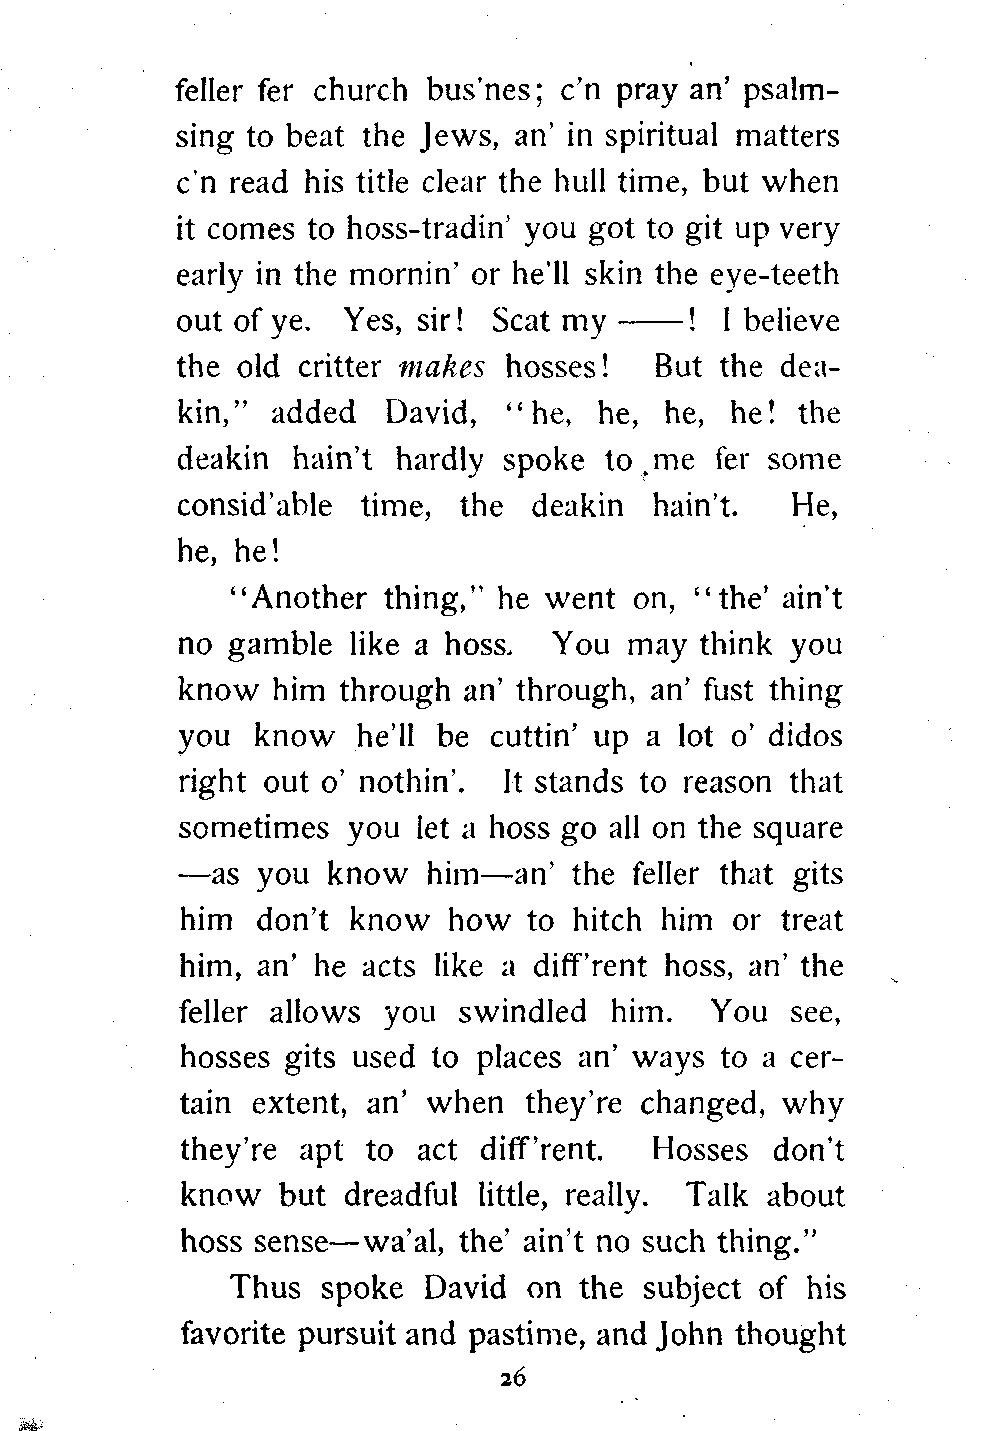 feller fer church bus'nes; c'n pray an' psalm-
sing to beat the Jews, an' in spiritual matters
c'n read his title clear the hull time, but when
it comes to hoss-tradin' you got to git up very
early in the mornin' or he'll skin the eye-teeth
out of ye. Yes, sir! Scat my ——! I believe
the old critter makes hosses! But the dea-
kin," added David, "he, he, he, he! the
deakin hain't hardly spoke to me fer some
consid'able time, the deakin hain't. He,
he, he!
"Another thing," he went on, "the' ain't
no gamble like a hoss. You may think you
know him through an' through, an' fust thing
you know he'll be cuttin' up a lot o' didos
right out o' nothin'. It stands to reason that
sometimes you let a hoss go all on the square
—as you know him—an' the feller that gits
him don't know how to hitch him or treat
him, an' he acts like a diff'rent hoss, an' the
feller allows you swindled him. You see,
hosses gits used to places an' ways to a cer-
tain extent, an' when they're changed, why
they're apt to act diff'rent. Hosses don't
know but dreadful little, really. Talk about
hoss sense—wa'al, the' ain't no such thing."
Thus spoke David on the subject of his
favorite pursuit and pastime, and John thought
26